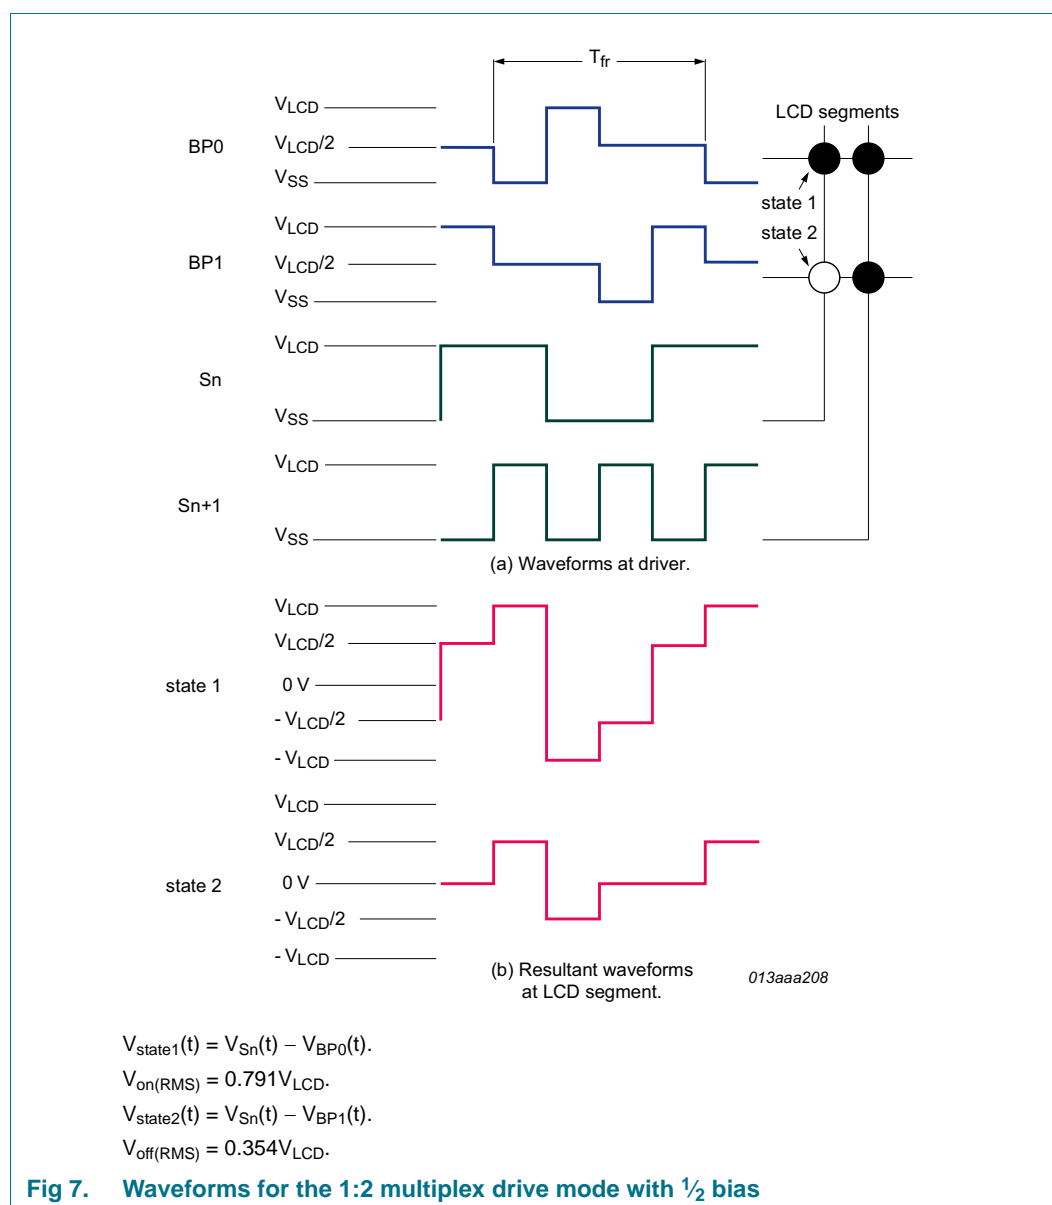 T_fr
BP0
V_LCD
V_LCD/2
V_SS
LCD segments
state 1
state 2
BP1
V_LCD
V_LCD/2
V_SS
Sn
V_LCD
V_SS
Sn+1
V_LCD
V_SS
(a) Waveforms at driver.
state 1
V_LCD
V_LCD/2
0 V
- V_LCD/2
- V_LCD
state 2
V_LCD
V_LCD/2
0 V
- V_LCD/2
- V_LCD
(b) Resultant waveforms
at LCD segment.
013aaa208
V_state1(t) = V_Sn(t) − V_BP0(t).
V_on(RMS) = 0.791V_LCD.
V_state2(t) = V_Sn(t) − V_BP1(t).
V_off(RMS) = 0.354V_LCD.
Fig 7. Waveforms for the 1:2 multiplex drive mode with 1⁄2 bias